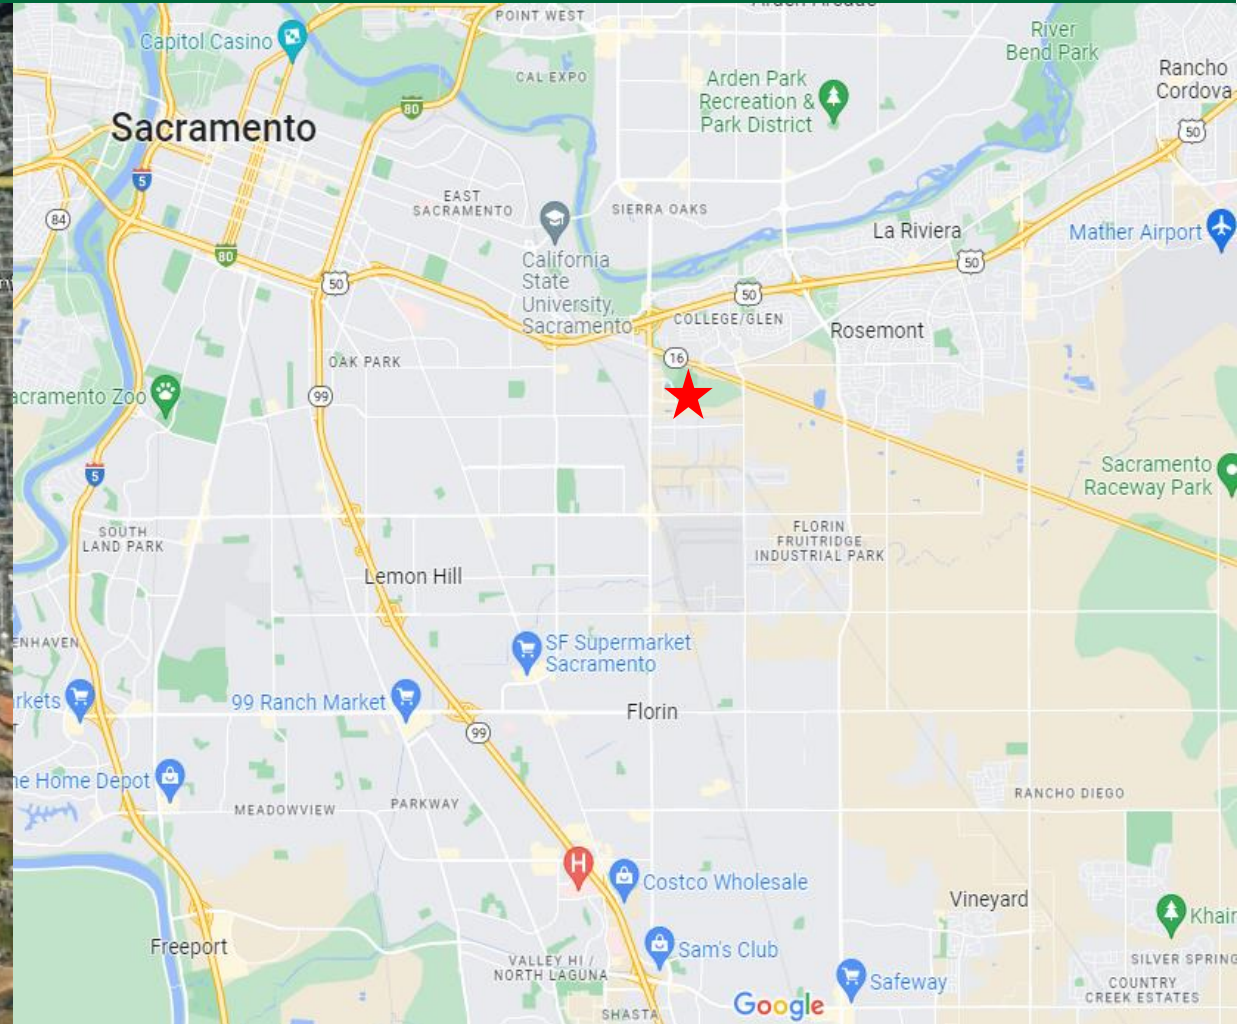 POINT WEST
Arden Arcade
River
Bend Park
Capitol Casino
CAL EXPO
Arden Park
Recreation &
Park District
Rancho
Cordova
80
50
Sacramento
5
EAST
SACRAMENTO
SIERRA OAKS
84
La Riviera
Mather Airport
80
California
State
University,
Sacramento
50
50
50
COLLEGE/GLEN
Rosemont
OAK PARK
16
99
acramento Zoo
5
Sacramento
Raceway Park
SOUTH
LAND PARK
FLORIN
FRUITRIDGE
INDUSTRIAL PARK
Lemon Hill
ENHAVEN
SF Supermarket
Sacramento
rkets
99 Ranch Market
Florin
99
ne Home Depot
MEADOWVIEW
PARKWAY
RANCHO DIEGO
H
Costco Wholesale
Vineyard
Khair
Freeport
Sam's Club
VALLEY HI /
NORTH LAGUNA
SILVER SPRING
Safeway
COUNTRY
CREEK ESTATES
Google
SHASTA